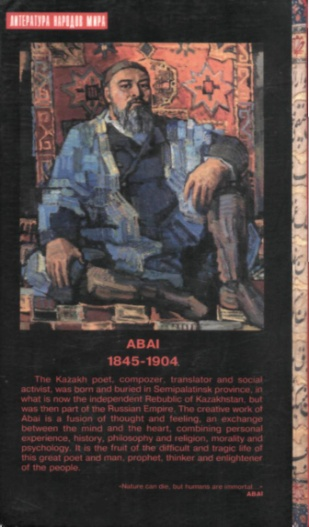 ЛИТЕРАТУРА НАРОДОВ МИРА
ABAI
1845-1904
The Kazakh poet, compozer, translator and social
activist, was born and buried in Semipalatinsk province, in
what is now the independent Rebublic of Kazakhstan, but
was then part of the Russian Empire. The creative work of
Abai is a fusion of thought and feeling, an exchange
between the mind and the heart, combining personal
experience, history, philosophy and religion, morality and
psychology. It is the fruit of the difficult and tragic life of
this great poet and man, prophet, thinker and enlightener
of the people.
«Nature can die, but humans are immortal...»
ABAI